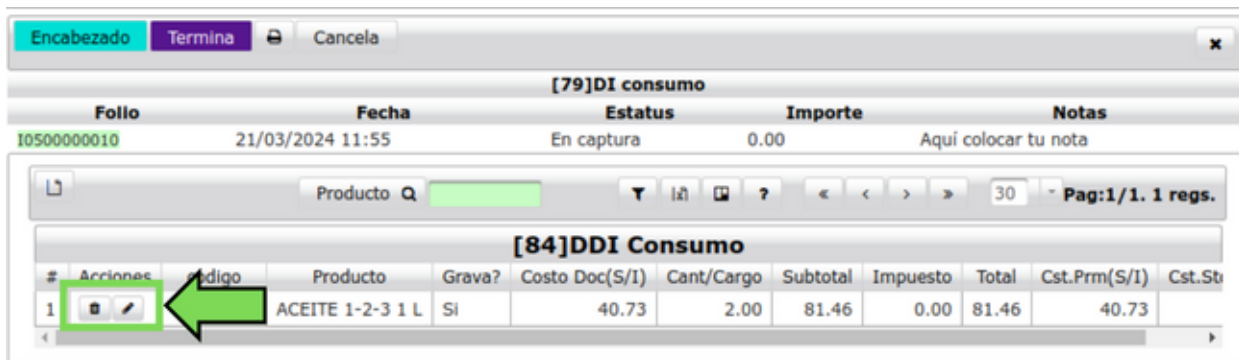 Encabezado Termina Cancela
[79]DI consumo
Folio Fecha Estatus Importe Notas
I0500000010 21/03/2024 11:55 En captura 0.00 Aquí colocar tu nota
Producto ? « < > » 30 Pag:1/1. 1 regs.
[84]DDI Consumo
# Acciones Grava? Costo Doc(S/I) Cant/Cargo Subtotal Impuesto Total Cst.Prm(S/I)
1 ACEITE 1-2-3 1 L Si 40.73 2.00 81.46 0.00 81.46 40.73